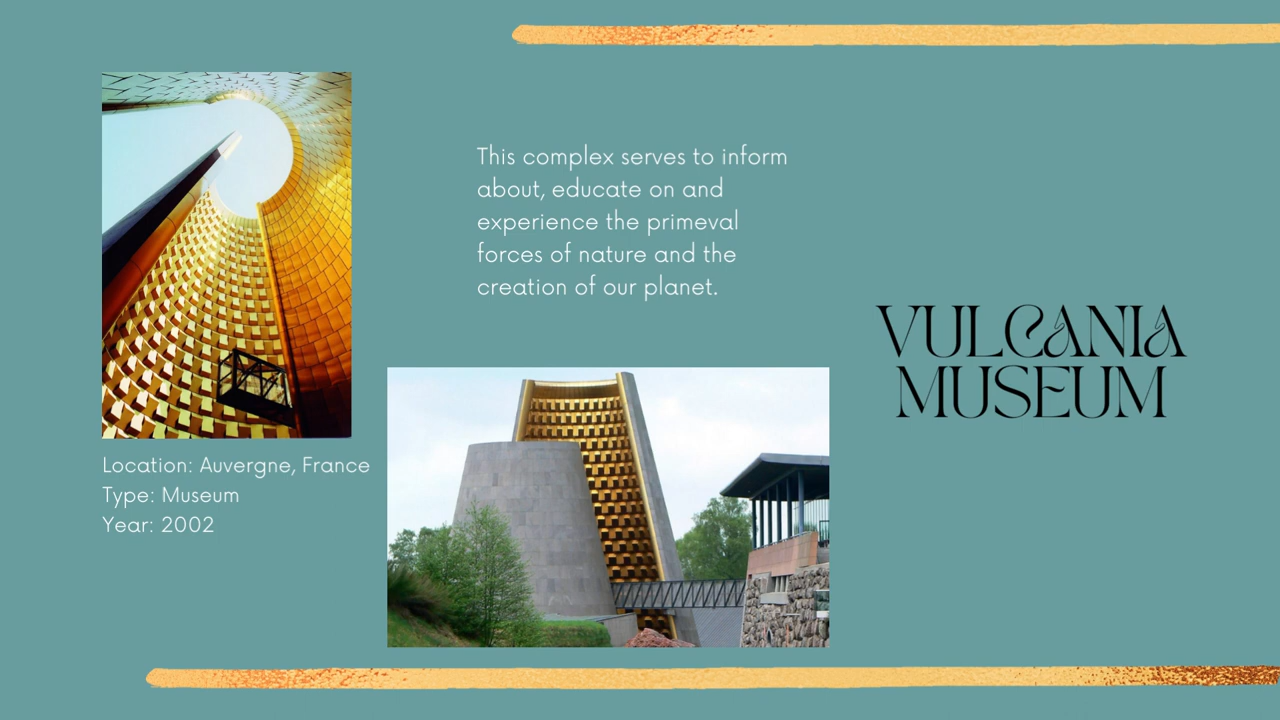 This complex serves to inform
about, educate on and
experience the primeval
forces of nature and the
creation of our planet.
VULCANIA
MUSEUM
Location: Auvergne, France
Type: Museum
Year: 2002